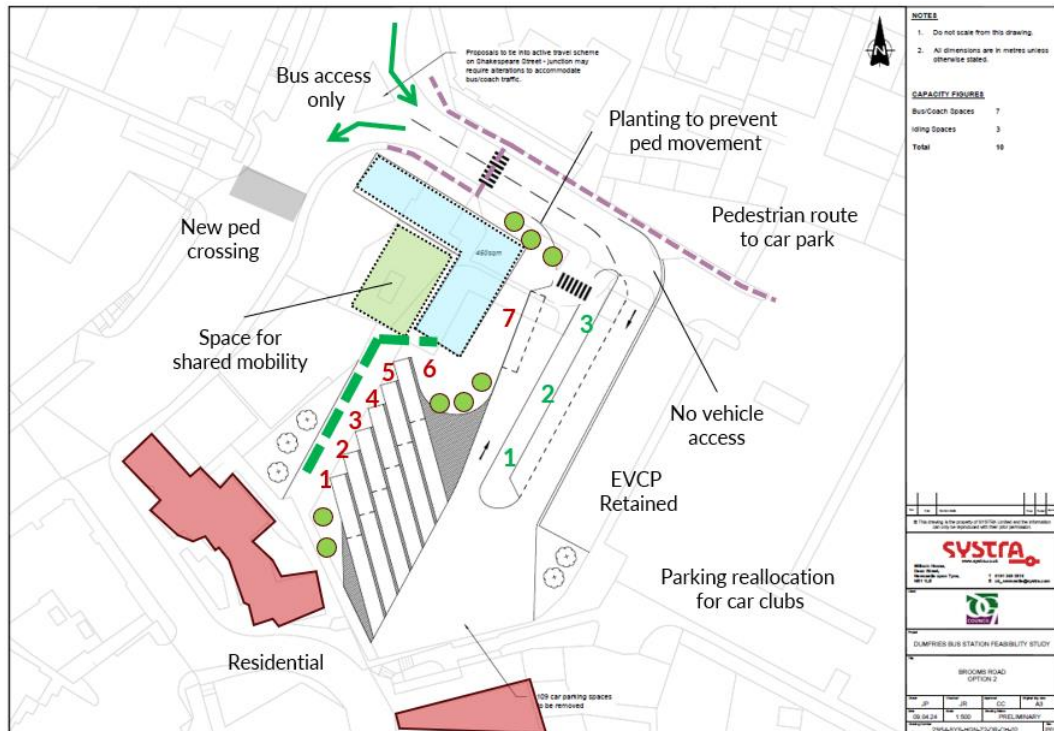 Bus access
only
Proposals to tie into active travel scheme
on Shakespeare Street - junction may
require alterations to accommodate
bus/coach traffic.
Planting to prevent
ped movement
N
New ped
crossing
Pedestrian route
to car park
Space for
shared mobility
No vehicle
access
EVCP
Retained
Parking reallocation
for car clubs
Residential
109 car parking spaces
to be removed
1
2
3
4
5
6
7
1
2
3
NOTES
1. Do not scale from this drawing.
2. All dimensions are in metres unless
otherwise stated.
CAPACITY FIGURES
Bus/Coach Spaces 7
Idling Spaces 3
Total 10
SYSTRA
COUNCIL
DUMFRIES BUS STATION FEASIBILITY STUDY
BROOMS ROAD
OPTION 2
JP JR CC A3
09.04.24 1:500 PRELIMINARY